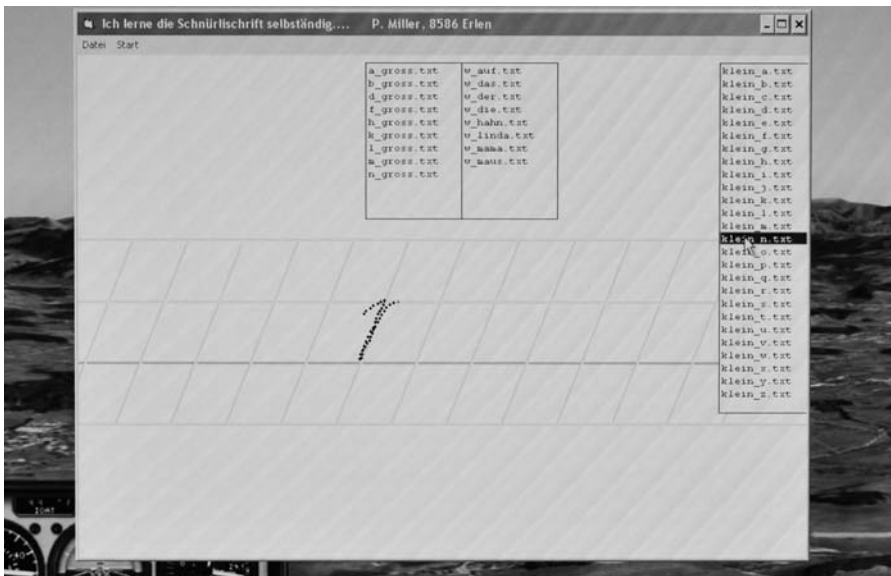 Ich lerne die Schnürlischrift selbständig.... P. Miller, 8586 Erlen
Datei Start
a_gross.txt
b_gross.txt
d_gross.txt
f_gross.txt
h_gross.txt
k_gross.txt
l_gross.txt
m_gross.txt
n_gross.txt
w_auf.txt
w_das.txt
w_der.txt
w_die.txt
w_hahn.txt
w_linda.txt
w_mama.txt
w_maus.txt
klein_a.txt
klein_b.txt
klein_c.txt
klein_d.txt
klein_e.txt
klein_f.txt
klein_g.txt
klein_h.txt
klein_i.txt
klein_j.txt
klein_k.txt
klein_l.txt
klein_m.txt
klein_n.txt
klein_o.txt
klein_p.txt
klein_q.txt
klein_r.txt
klein_s.txt
klein_t.txt
klein_u.txt
klein_v.txt
klein_w.txt
klein_x.txt
klein_y.txt
klein_z.txt